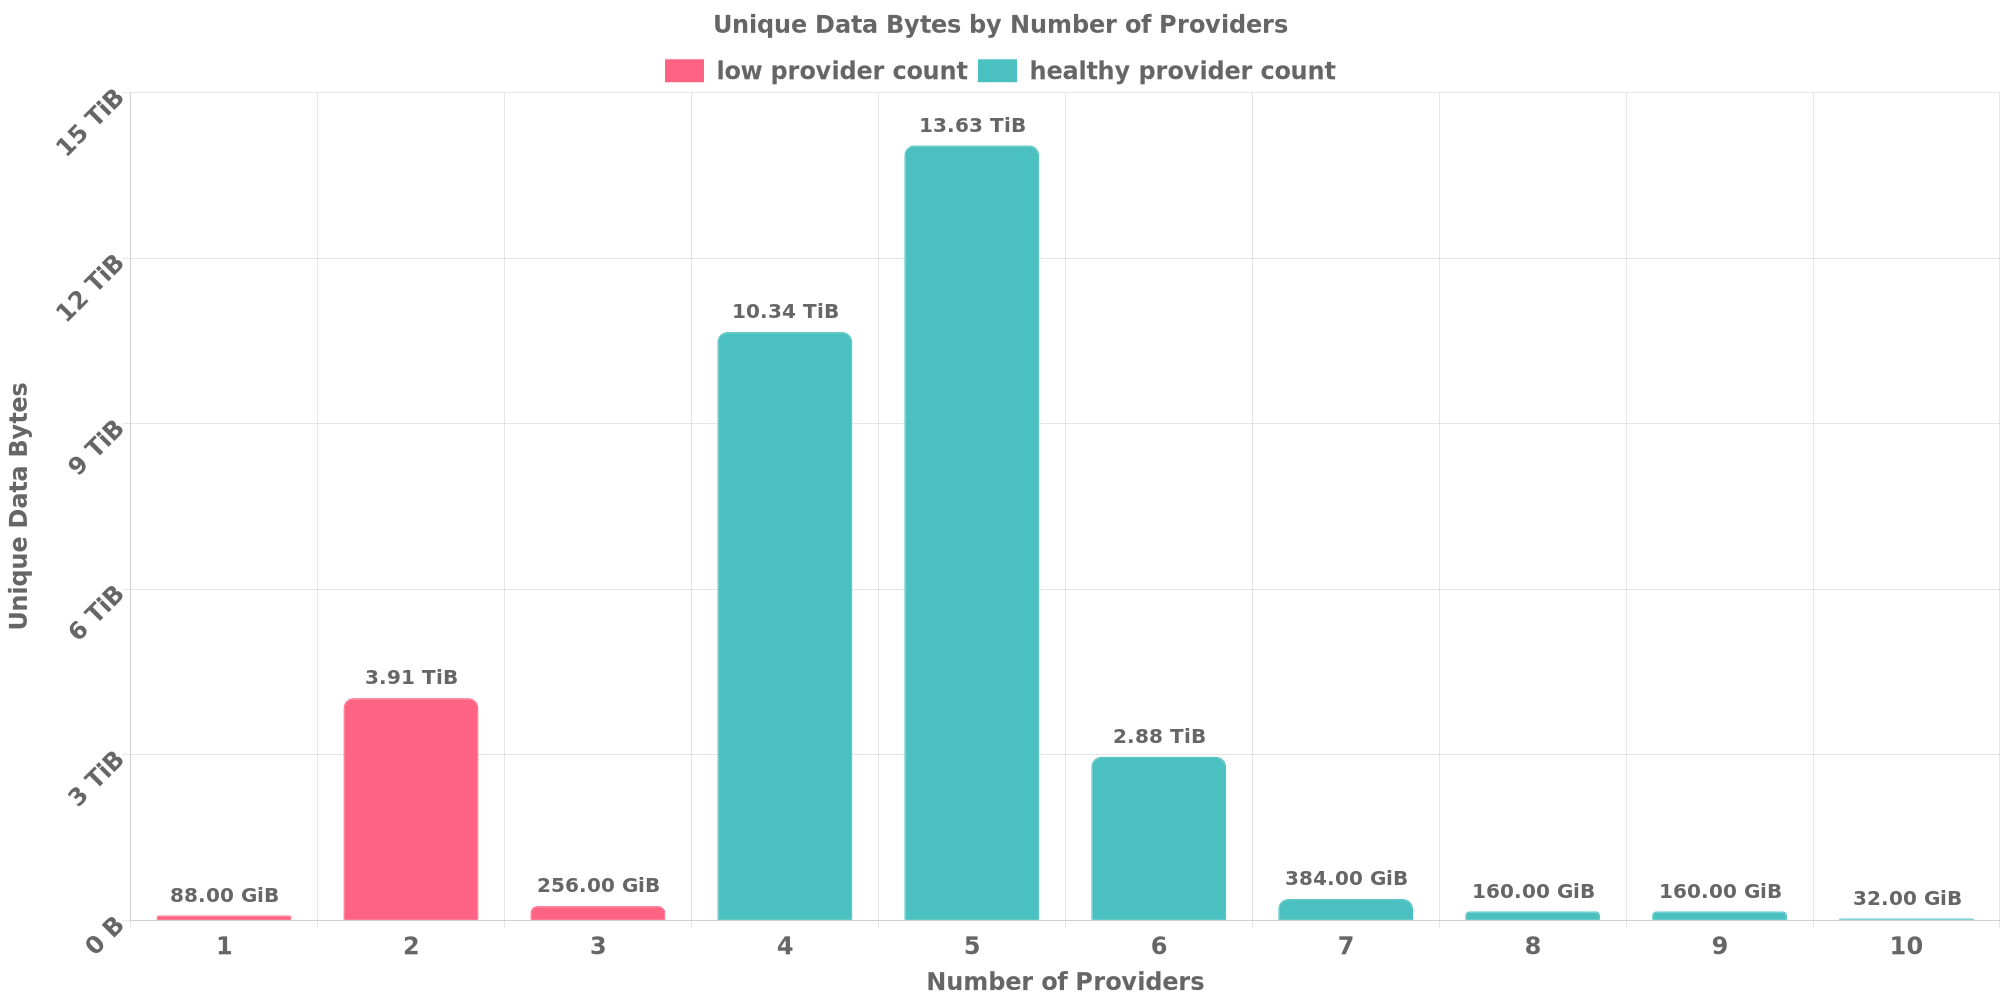 Unique Data Bytes by Number of Providers
low provider count healthy provider count
15 TiB
12 TiB
9 TiB
6 TiB
3 TiB
0 B
Unique Data Bytes
88.00 GiB
3.91 TiB
256.00 GiB
10.34 TiB
13.63 TiB
2.88 TiB
384.00 GiB
160.00 GiB
160.00 GiB
32.00 GiB
1 2 3 4 5 6 7 8 9 10
Number of Providers